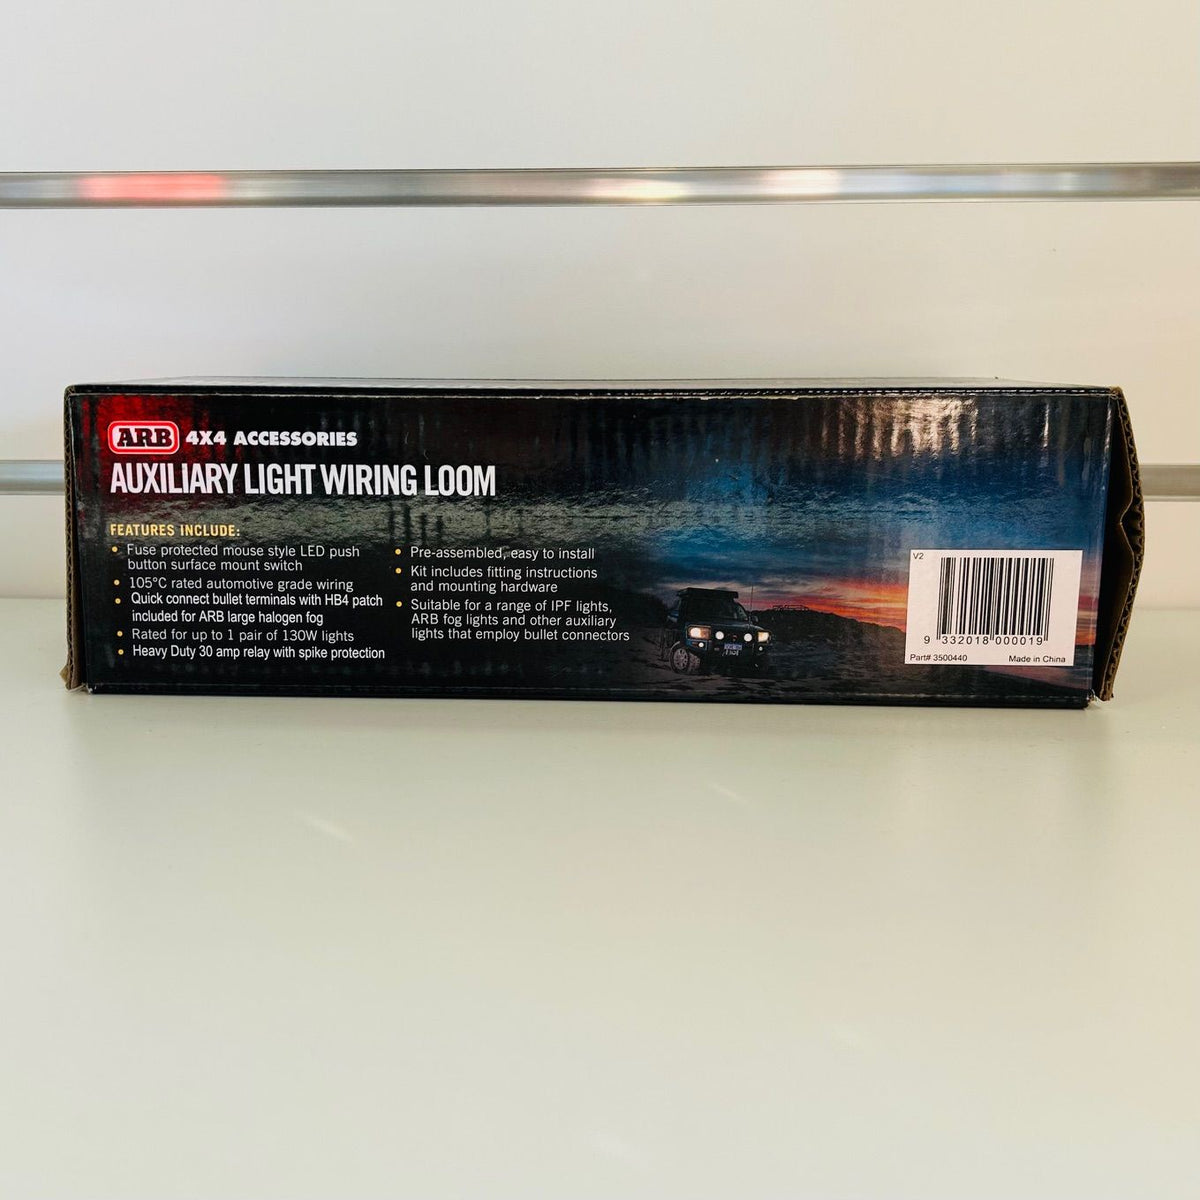 ARB 4X4 ACCESSORIES
AUXILIARY LIGHT WIRING LOOM
FEATURES INCLUDE:
• Fuse protected mouse style LED push
button surface mount switch
• 105°C rated automotive grade wiring
• Quick connect bullet terminals with HB4 patch
included for ARB large halogen fog
• Rated for up to 1 pair of 130W lights
• Heavy Duty 30 amp relay with spike protection
• Pre-assembled, easy to install
• Kit includes fitting instructions
and mounting hardware
• Suitable for a range of IPF lights,
ARB fog lights and other auxiliary
lights that employ bullet connectors
V2
9 332018 000019
Part# 3500440 Made in China